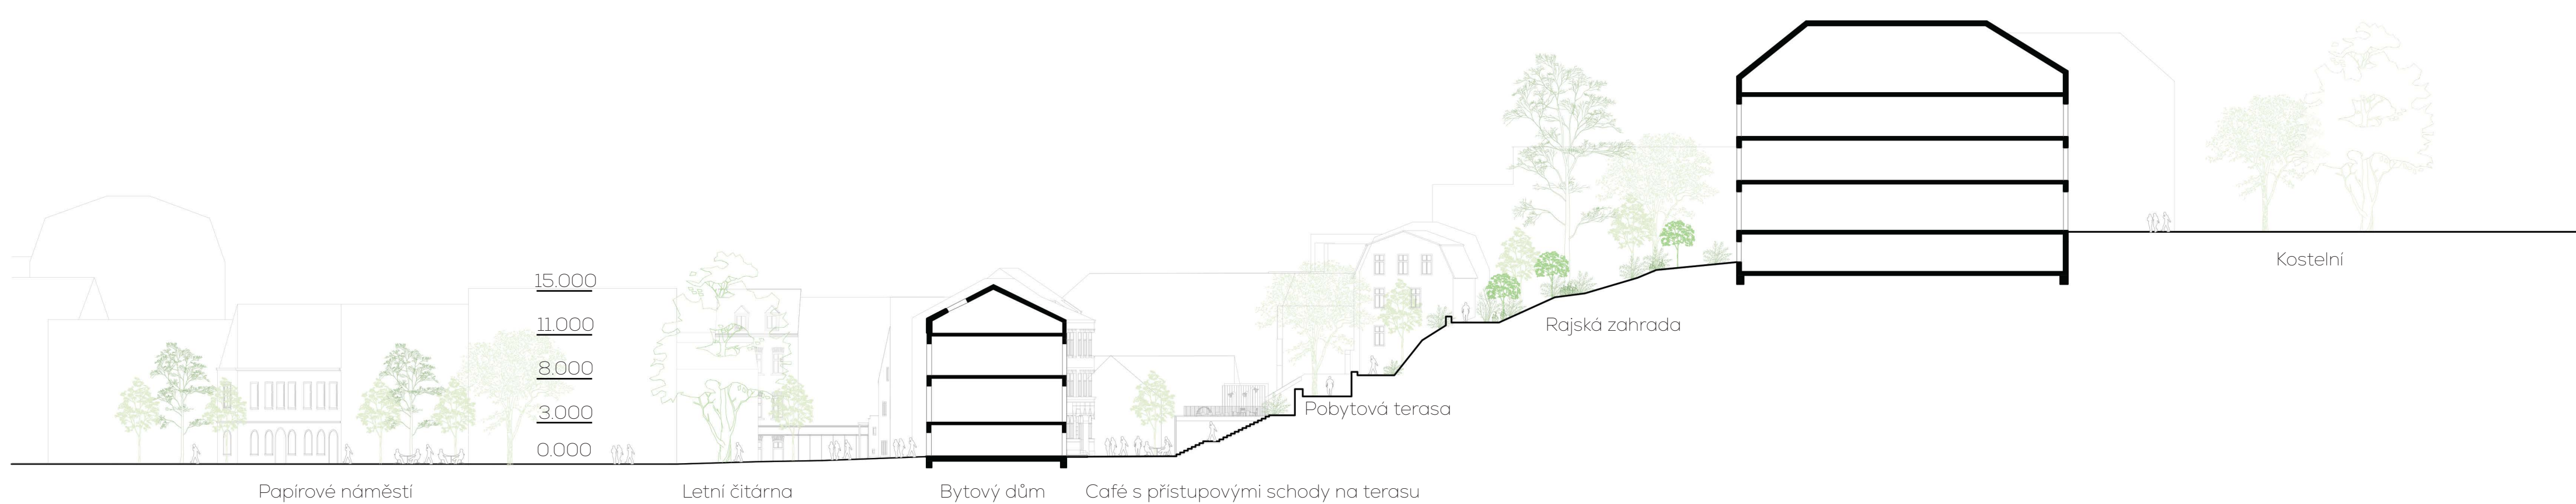 Kostelní
15.000
11.000
Rajská zahrada
8.000
3.000
Pobytová terasa
0.000
Papírové náměstí
Letní čitárna
Bytový dům
Café s přístupovými schody na terasu